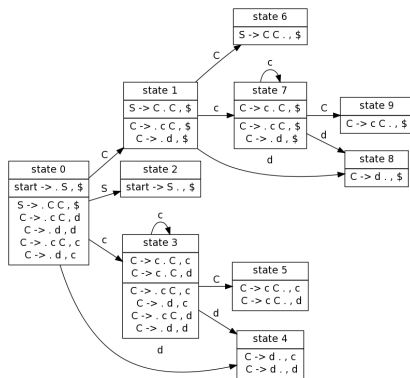 state 6
S -> C C . , $
C
state 1
S -> C . C , $
C -> . c C , $
C -> . d , $
c
c
state 7
C -> c . C , $
C -> . c C , $
C -> . d , $
C
state 9
C -> c C . , $
d
d
state 8
C -> d . , $
state 0
start -> . S , $
S -> . C C , $
C -> . c C , d
C -> . d , d
C -> . c C , c
C -> . d , c
C
S
state 2
start -> S . , $
c
c
state 3
C -> c . C , c
C -> c . C , d
C -> . c C , c
C -> . d , c
C -> . c C , d
C -> . d , d
C
state 5
C -> c C . , c
C -> c C . , d
d
d
state 4
C -> d . , c
C -> d . , d